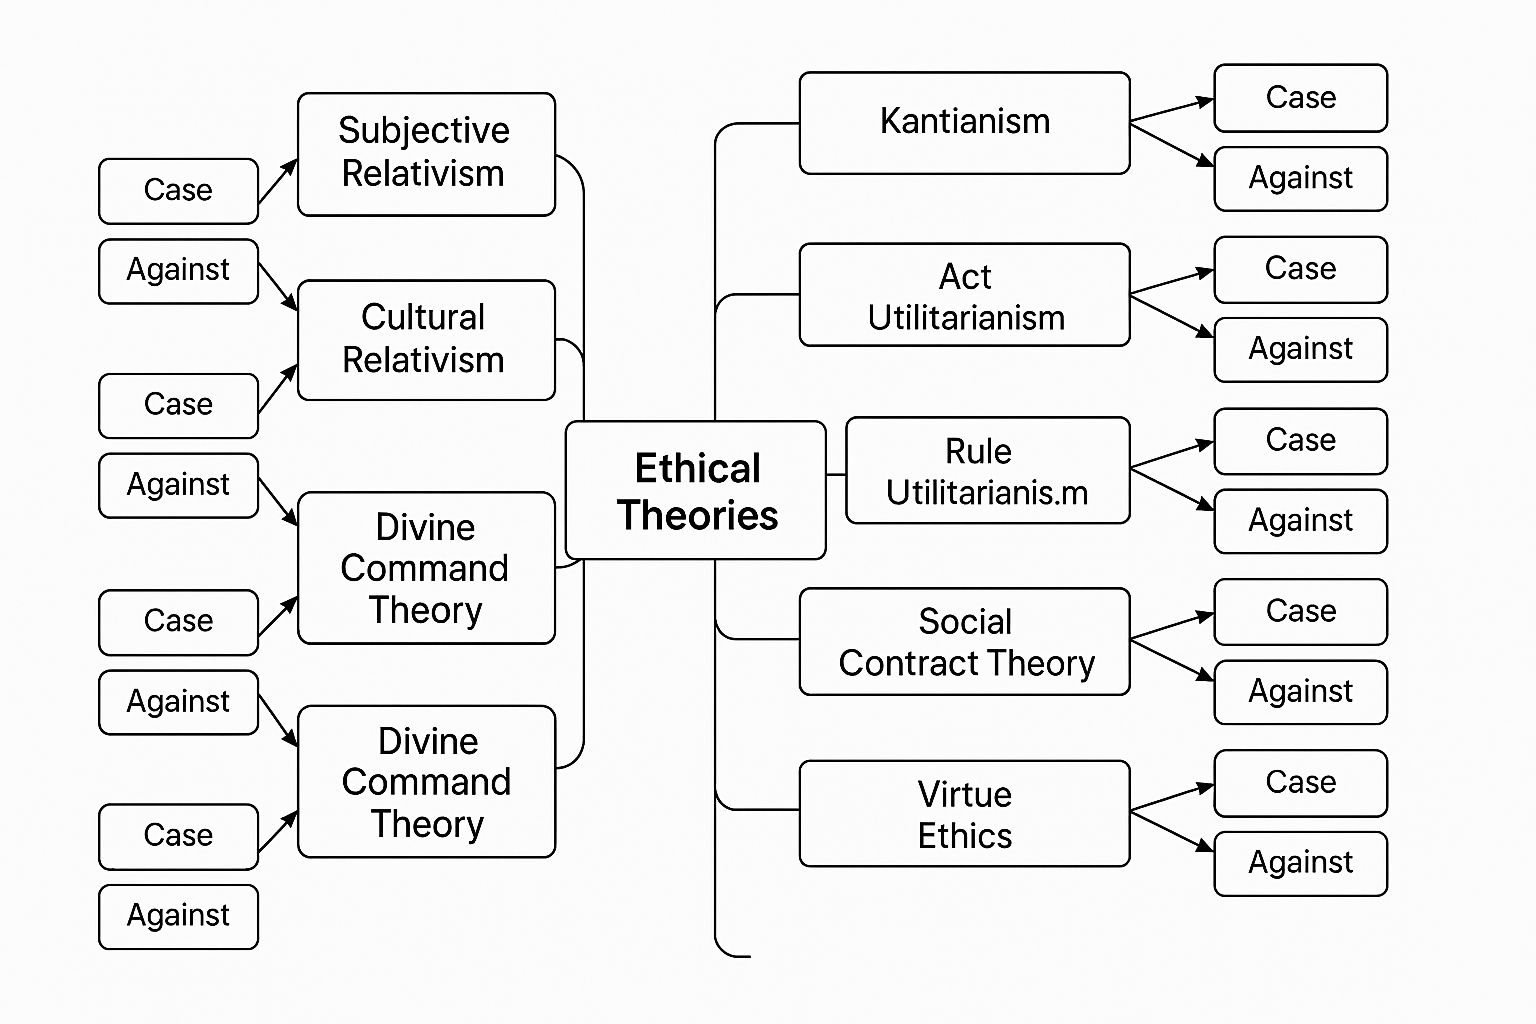 Case
Against
Case
Against
Case
Against
Case
Against
Subjective
Relativism
Cultural
Relativism
Divine
Command
Theory
Divine
Command
Theory
Ethical
Theories
Kantianism
Act
Utilitarianism
Rule
Utilitarianis.m
Social
Contract Theory
Virtue
Ethics
Case
Against
Case
Against
Case
Against
Case
Against
Case
Against